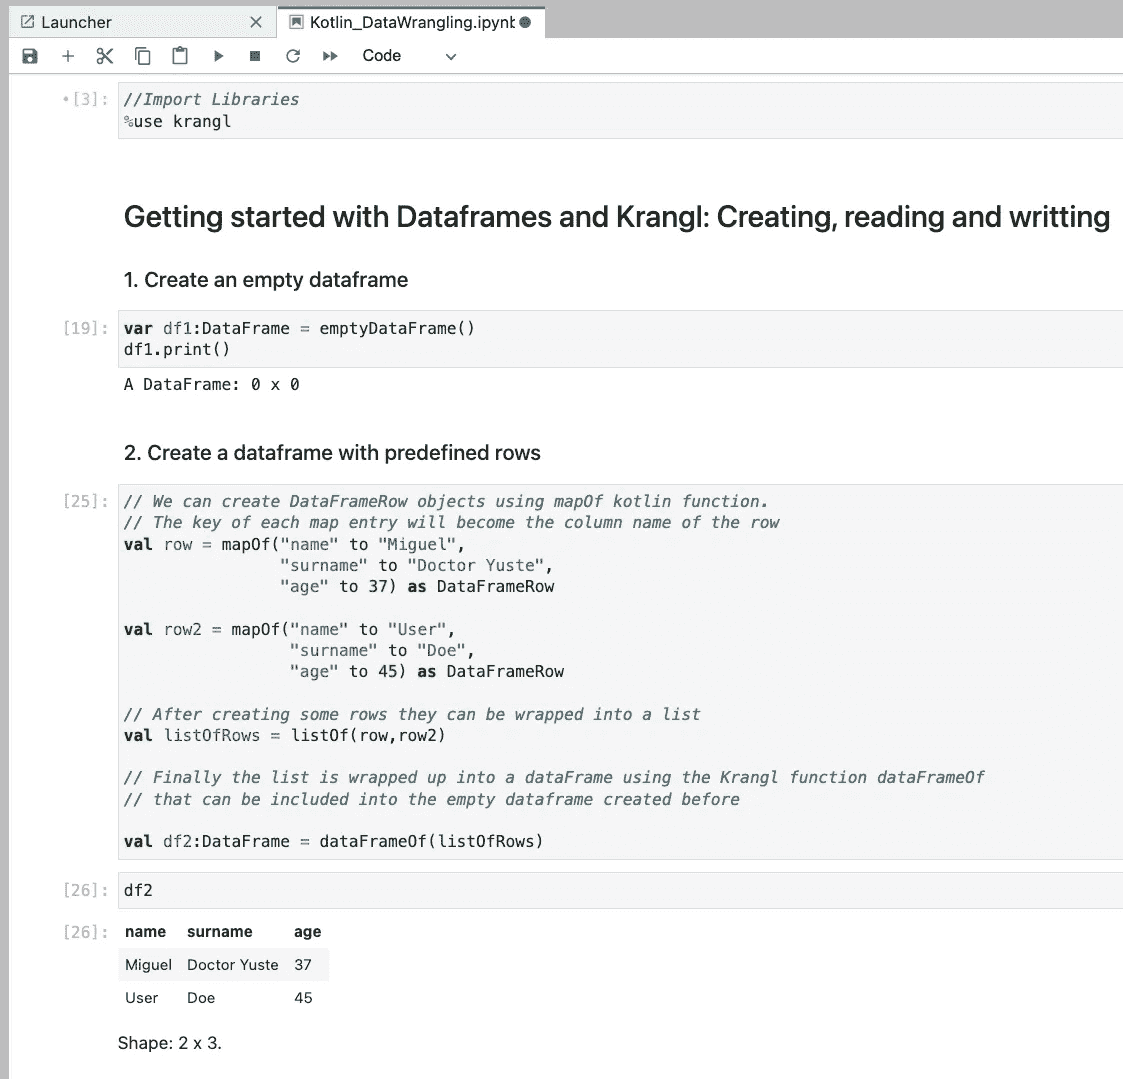 Launcher
Kotlin_DataWrangling.ipynb
Code
•[3]:
//Import Libraries
%use krangl
Getting started with Dataframes and Krangl: Creating, reading and writting
1. Create an empty dataframe
[19]:
var df1:DataFrame = emptyDataFrame()
df1.print()
A DataFrame: 0 x 0
2. Create a dataframe with predefined rows
[25]:
// We can create DataFrameRow objects using mapOf kotlin function.
// The key of each map entry will become the column name of the row
val row = mapOf("name" to "Miguel",
"surname" to "Doctor Yuste",
"age" to 37) as DataFrameRow
val row2 = mapOf("name" to "User",
"surname" to "Doe",
"age" to 45) as DataFrameRow
// After creating some rows they can be wrapped into a list
val listOfRows = listOf(row,row2)
// Finally the list is wrapped up into a dataFrame using the Krangl function dataFrameOf
// that can be included into the empty dataframe created before
val df2:DataFrame = dataFrameOf(listOfRows)
[26]:
df2
[26]:
name surname age
Miguel Doctor Yuste 37
User Doe 45
Shape: 2 x 3.